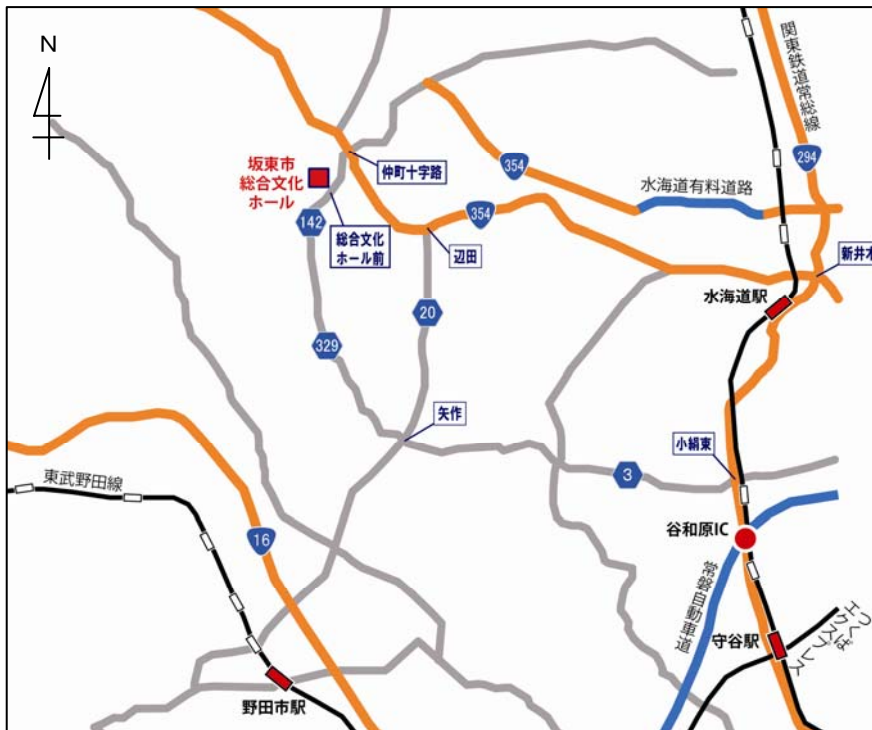 N
関東鉄道常総線
294
坂東市
総合文化
ホール
仲町十字路
354
水海道有料道路
142
総合文化
ホール前
354
辺田
新井木
水海道駅
20
329
矢作
小絹東
3
東武野田線
16
谷和原IC
常磐自動車道
守谷駅
つくば
エクスプレス
野田市駅